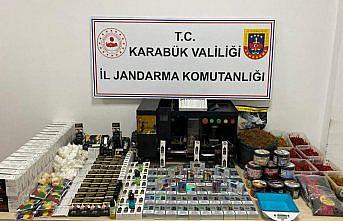 T.C.
KARABÜK VALİLİĞİ
İL JANDARMA KOMUTANLIĞI